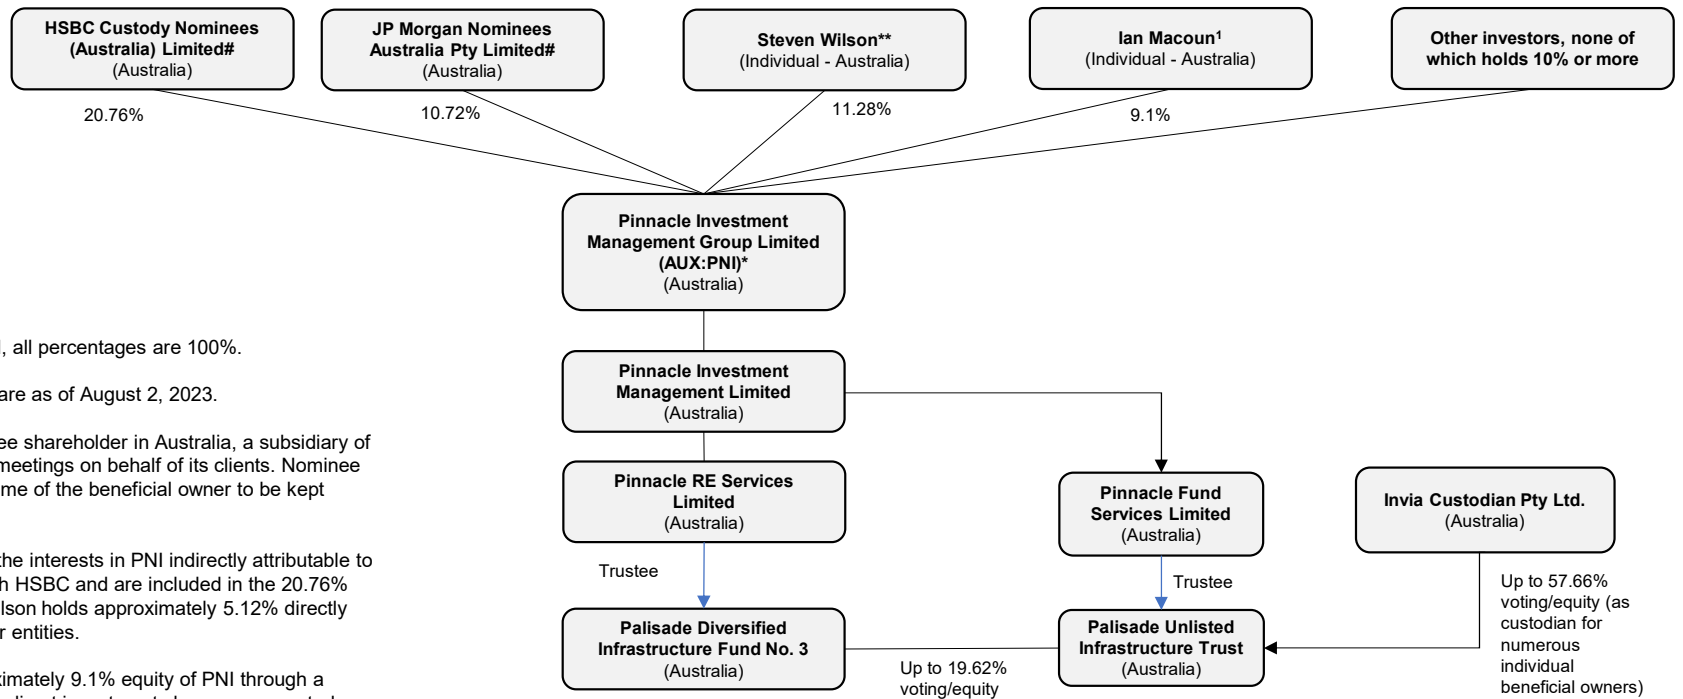 HSBC Custody Nominees
(Australia) Limited#
(Australia)
JP Morgan Nominees
Australia Pty Limited#
(Australia)
Steven Wilson**
(Individual - Australia)
Ian Macoun¹
(Individual - Australia)
Other investors, none of
which holds 10% or more
20.76%
10.72%
11.28%
9.1%
Pinnacle Investment
Management Group Limited
(AUX:PNI)*
(Australia)
, all percentages are 100%.
are as of August 2, 2023.
ee shareholder in Australia, a subsidiary of
meetings on behalf of its clients. Nominee
me of the beneficial owner to be kept
the interests in PNI indirectly attributable to
h HSBC and are included in the 20.76%
lson holds approximately 5.12% directly
r entities.
ximately 9.1% equity of PNI through a
Pinnacle Investment
Management Limited
(Australia)
Pinnacle RE Services
Limited
(Australia)
Pinnacle Fund
Services Limited
(Australia)
Invia Custodian Pty Ltd.
(Australia)
Trustee
Trustee
Up to 57.66%
voting/equity (as
custodian for
numerous
individual
beneficial owners)
Palisade Diversified
Infrastructure Fund No. 3
(Australia)
Palisade Unlisted
Infrastructure Trust
(Australia)
Up to 19.62%
voting/equity